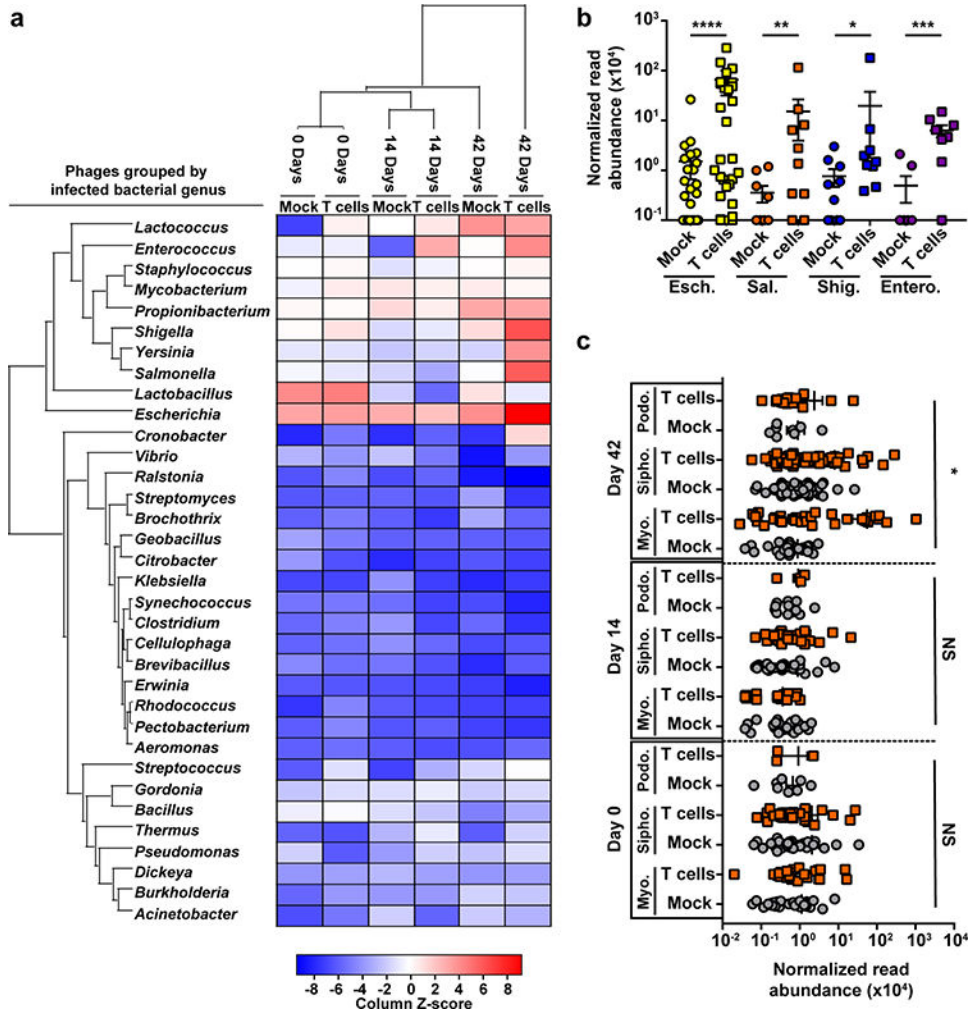 a
0 Days
0 Days
14 Days
14 Days
42 Days
42 Days
Phages grouped by
infected bacterial genus
Mock
T cells
Mock
T cells
Mock
T cells
Lactococcus
Enterococcus
Staphylococcus
Mycobacterium
Propionibacterium
Shigella
Yersinia
Salmonella
Lactobacillus
Escherichia
Cronobacter
Vibrio
Ralstonia
Streptomyces
Brochothrix
Geobacillus
Citrobacter
Klebsiella
Synechococcus
Clostridium
Cellulophaga
Brevibacillus
Erwinia
Rhodococcus
Pectobacterium
Aeromonas
Streptococcus
Gordonia
Bacillus
Thermus
Pseudomonas
Dickeya
Burkholderia
Acinetobacter
-8 -6 -4 -2 0 2 4 6 8
Column Z-score
b
Normalized read
abundance (x10⁴)
10³
10²
10¹
10⁰
10⁻¹
**** ** * ***
Mock T cells Mock T cells Mock T cells Mock T cells
Esch. Sal. Shig. Entero.
c
Day 42
Podo.
T cells
Mock
Sipho.
T cells
Mock
Myo.
T cells
Mock
*
Day 14
Podo.
T cells
Mock
Sipho.
T cells
Mock
Myo.
T cells
Mock
NS
Day 0
Podo.
T cells
Mock
Sipho.
T cells
Mock
Myo.
T cells
Mock
NS
10⁻² 10⁻¹ 10⁰ 10¹ 10² 10³ 10⁴
Normalized read
abundance (x10⁴)